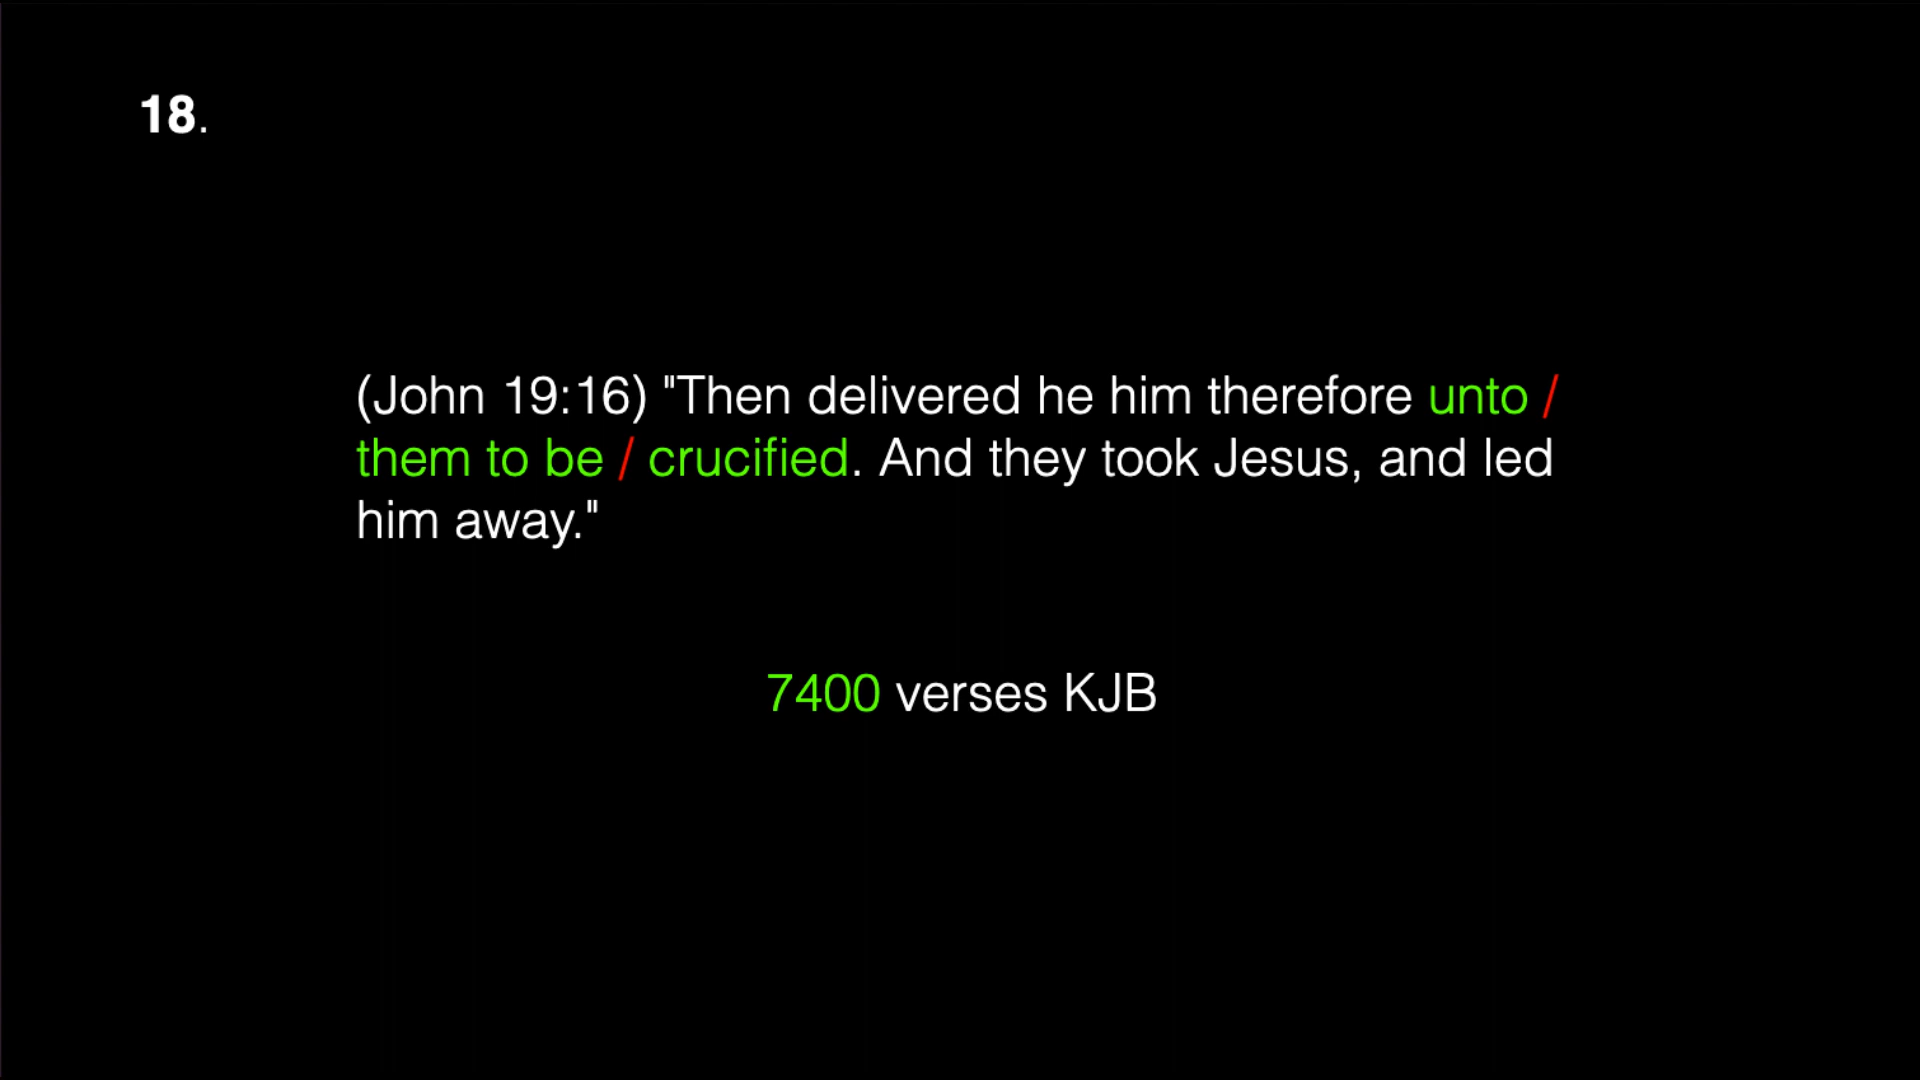 18.
(John 19:16) "Then delivered he him therefore unto /
them to be / crucified. And they took Jesus, and led
him away."
7400 verses KJB